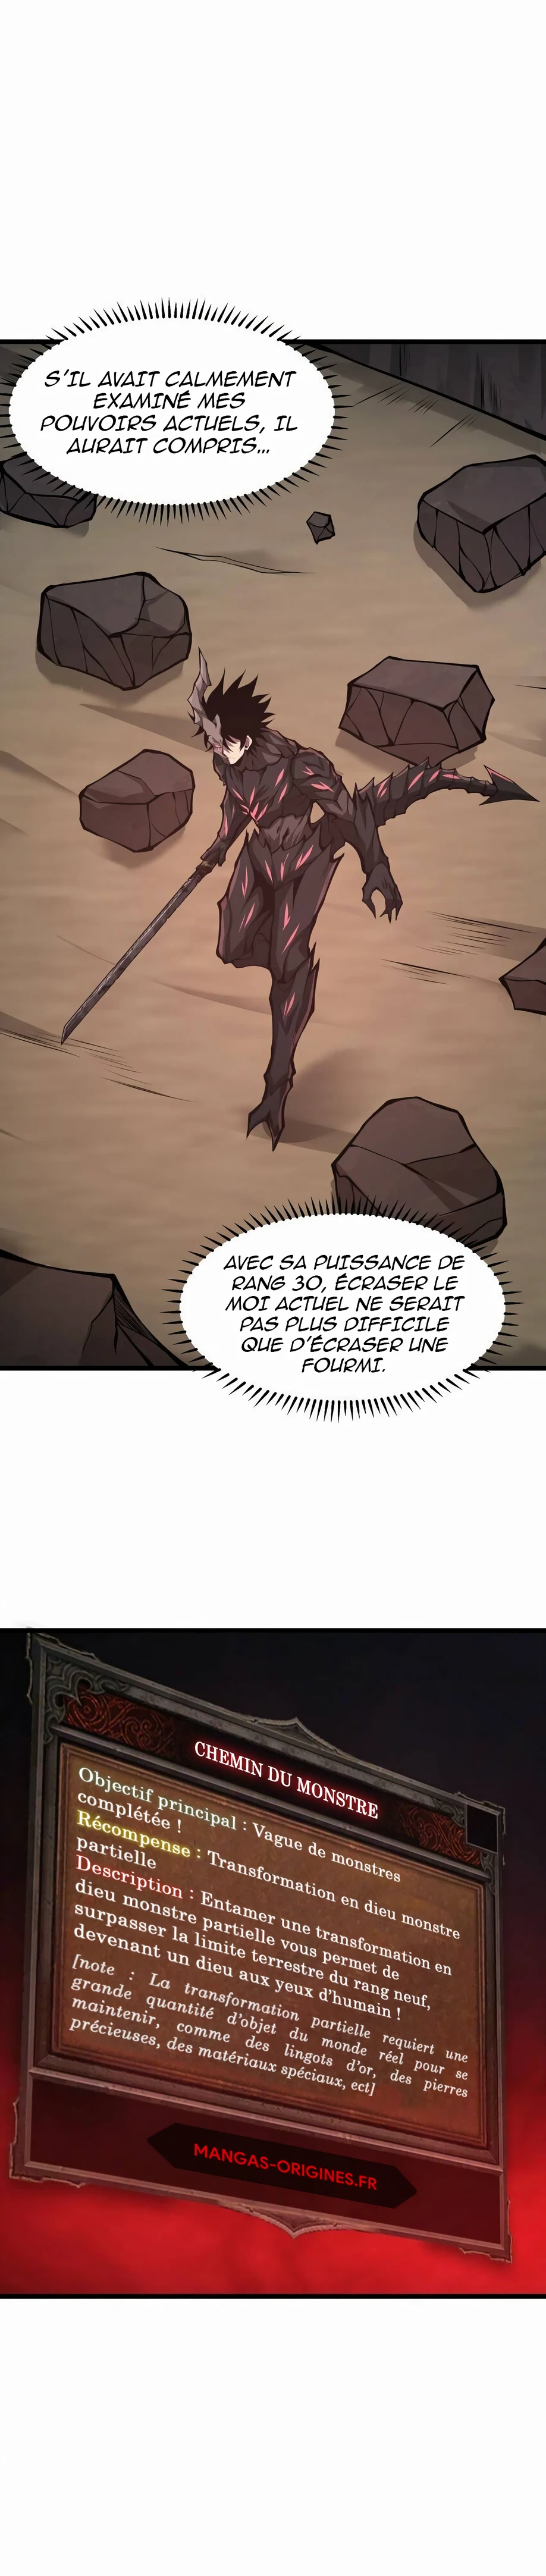 S'IL AVAIT CALMEMENT
EXAMINÉ MES
POUVOIRS ACTUELS, IL
AURAIT COMPRIS...
AVEC SA PUISSANCE DE
RANG 30, ÉCRASER LE
MOI ACTUEL NE SERAIT
PAS PLUS DIFFICILE
QUE D'ÉCRASER UNE
FOURMI.
CHEMIN DU MONSTRE
Objectif principal : Vague de monstres
complétée !
Récompense : Transformation en dieu monstre
partielle
Description : Entamer une transformation en
dieu monstre partielle vous permet de
surpasser la limite terrestre du rang neuf,
devenant un dieu aux yeux d'humain !
[note : La transformation partielle requiert une
grande quantité d'objet du monde réel pour se
maintenir, comme des lingots d'or, des pierres
précieuses, des matériaux spéciaux, ect]
MANGAS-ORIGINES.FR